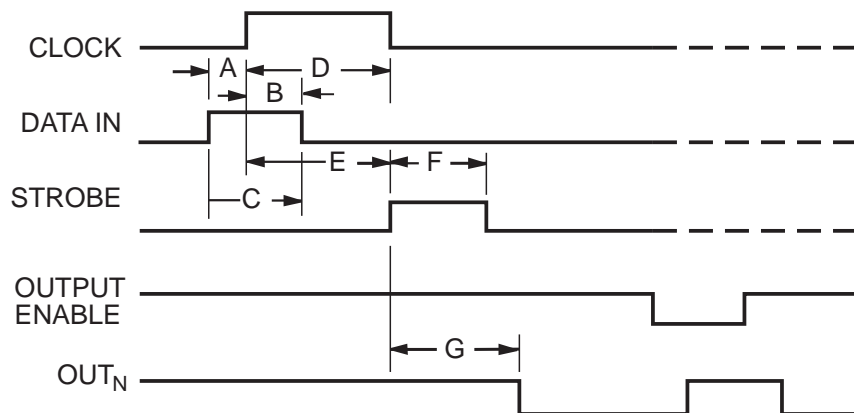 CLOCK
A
D
B
DATA IN
E
F
C
STROBE
OUTPUT
ENABLE
G
OUTN